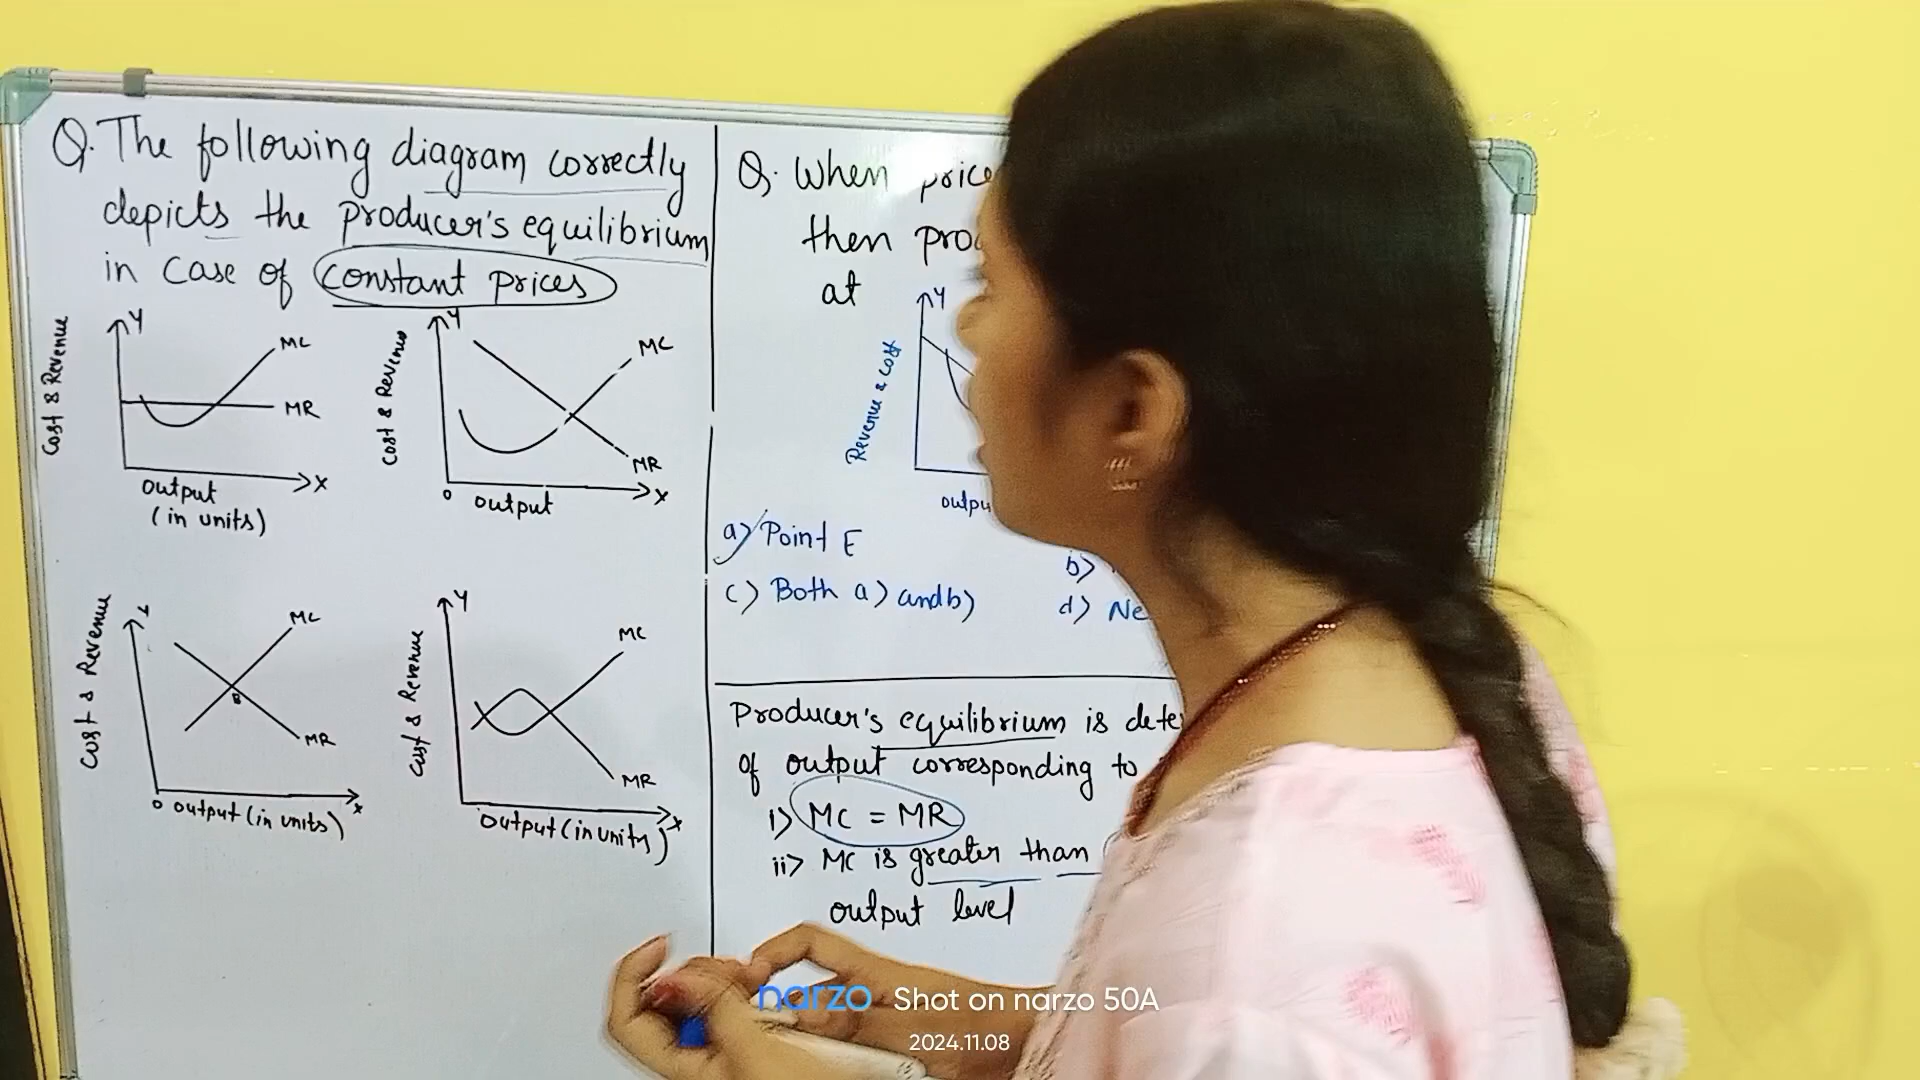 Q. The following diagram correctly
depicts the producer's equilibrium
in case of constant prices
Y
Cost & Revenue
MC
MR
X
output
(in units)
Y
Cost & Revenue
MC
MR
O
X
output
Cost & Revenue
MC
MR
O
x
output (in units)
Y
Cost & Revenue
MC
MR
X
output (in units)
Q. When price
then
at
Y
Revenue & cost
a) Point E
b)
c) Both a) and b)
d)
Producer's equilibrium is
of output corresponding to
i) MC = MR
ii) MC is greater than
output level
narzo Shot on narzo 50A
2024.11.08